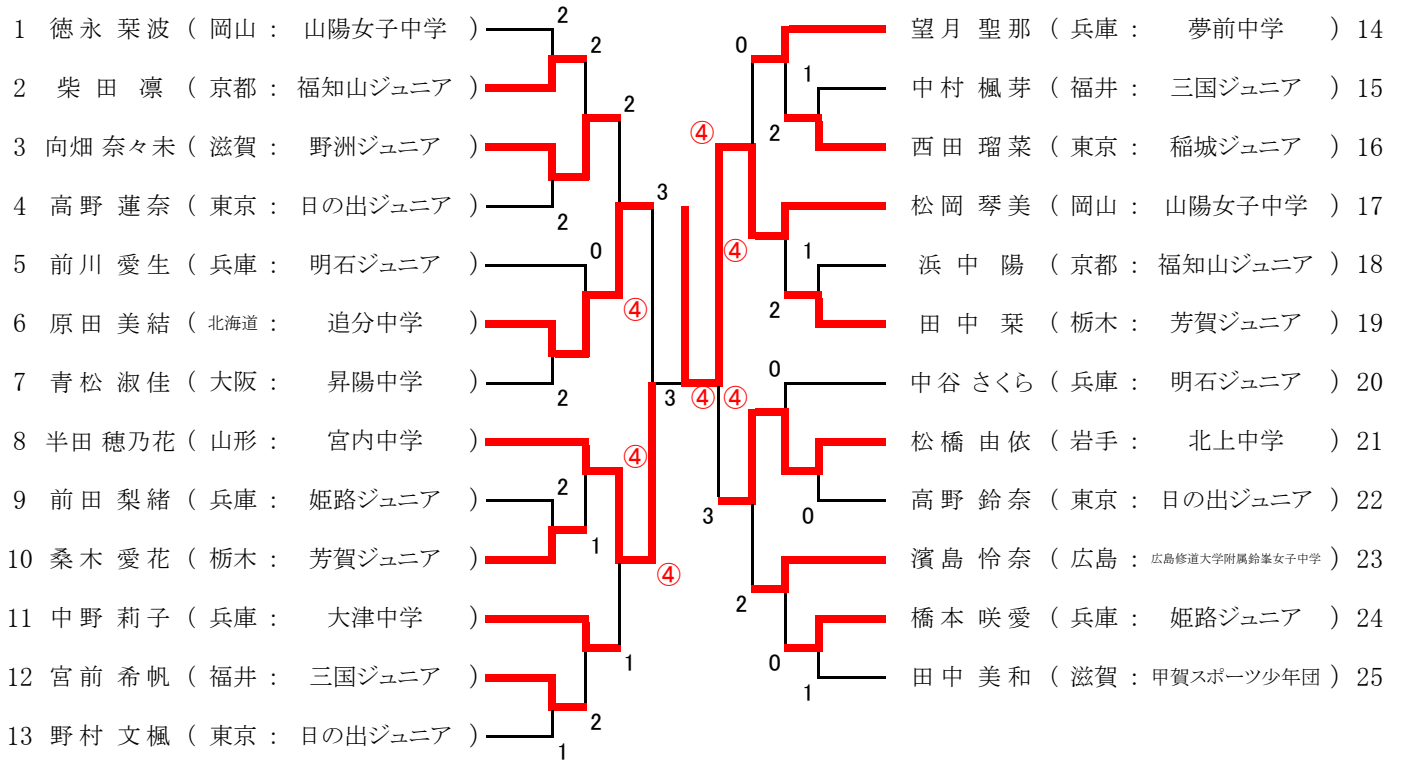 1 徳永 栞波 ( 岡山 : 山陽女子中学 )
2 柴田 凛 ( 京都 : 福知山ジュニア )
3 向畑 奈々未 ( 滋賀 : 野洲ジュニア )
4 高野 蓮奈 ( 東京 : 日の出ジュニア )
5 前川 愛生 ( 兵庫 : 明石ジュニア )
6 原田 美結 ( 北海道 : 追分中学 )
7 青松 淑佳 ( 大阪 : 昇陽中学 )
8 半田 穂乃花 ( 山形 : 宮内中学 )
9 前田 梨緒 ( 兵庫 : 姫路ジュニア )
10 桑木 愛花 ( 栃木 : 芳賀ジュニア )
11 中野 莉子 ( 兵庫 : 大津中学 )
12 宮前 希帆 ( 福井 : 三国ジュニア )
13 野村 文楓 ( 東京 : 日の出ジュニア )
2
2
2
2
3
0
④
2
3
④
2
1
④
1
2
1
④ ④
0
1
④
2
④
1
2
0
3
0
2
0
1
望月 聖那 ( 兵庫 : 夢前中学 ) 14
中村 楓芽 ( 福井 : 三国ジュニア ) 15
西田 瑠菜 ( 東京 : 稲城ジュニア ) 16
松岡 琴美 ( 岡山 : 山陽女子中学 ) 17
浜中 陽 ( 京都 : 福知山ジュニア ) 18
田中 栞 ( 栃木 : 芳賀ジュニア ) 19
中谷 さくら ( 兵庫 : 明石ジュニア ) 20
松橋 由依 ( 岩手 : 北上中学 ) 21
高野 鈴奈 ( 東京 : 日の出ジュニア ) 22
濱島 怜奈 ( 広島 : 広島修道大学附属鈴峯女子中学 ) 23
橋本 咲愛 ( 兵庫 : 姫路ジュニア ) 24
田中 美和 ( 滋賀 : 甲賀スポーツ少年団 ) 25